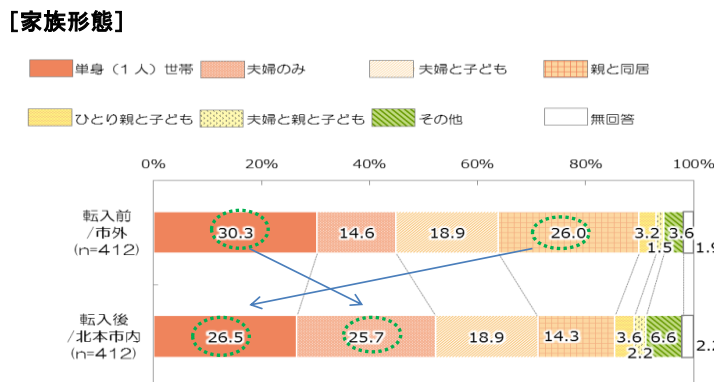 [家族形態]
単身（1人）世帯 夫婦のみ 夫婦と子ども 親と同居
ひとり親と子ども 夫婦と親と子ども その他 無回答
0% 20% 40% 60% 80% 100%
転入前
/市外
(n=412)
30.3 14.6 18.9 26.0 3.2 1.5 3.6
転入後
/北本市内
(n=412)
26.5 25.7 18.9 14.3 3.6 2.2 6.6